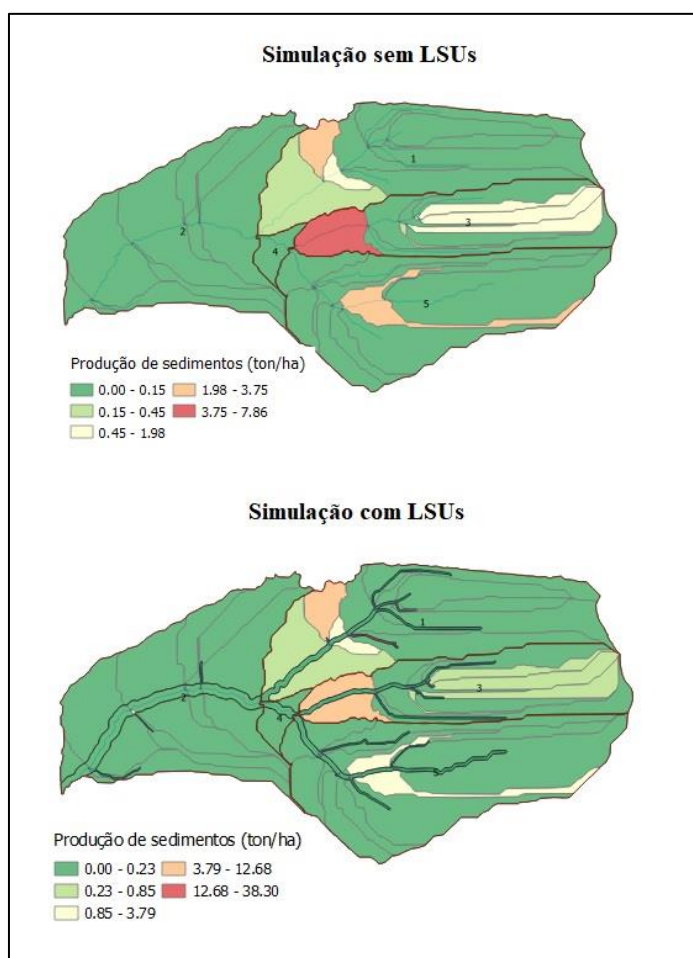 Simulação sem LSUs
1
2
3
4
5
Produção de sedimentos (ton/ha)
0.00 - 0.15 1.98 - 3.75
0.15 - 0.45 3.75 - 7.86
0.45 - 1.98
Simulação com LSUs
1
2
3
4
5
Produção de sedimentos (ton/ha)
0.00 - 0.23 3.79 - 12.68
0.23 - 0.85 12.68 - 38.30
0.85 - 3.79